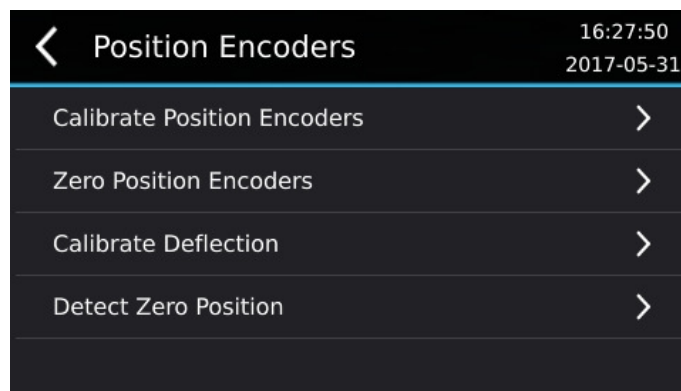 Position Encoders
16:27:50
2017-05-31
Calibrate Position Encoders
Zero Position Encoders
Calibrate Deflection
Detect Zero Position